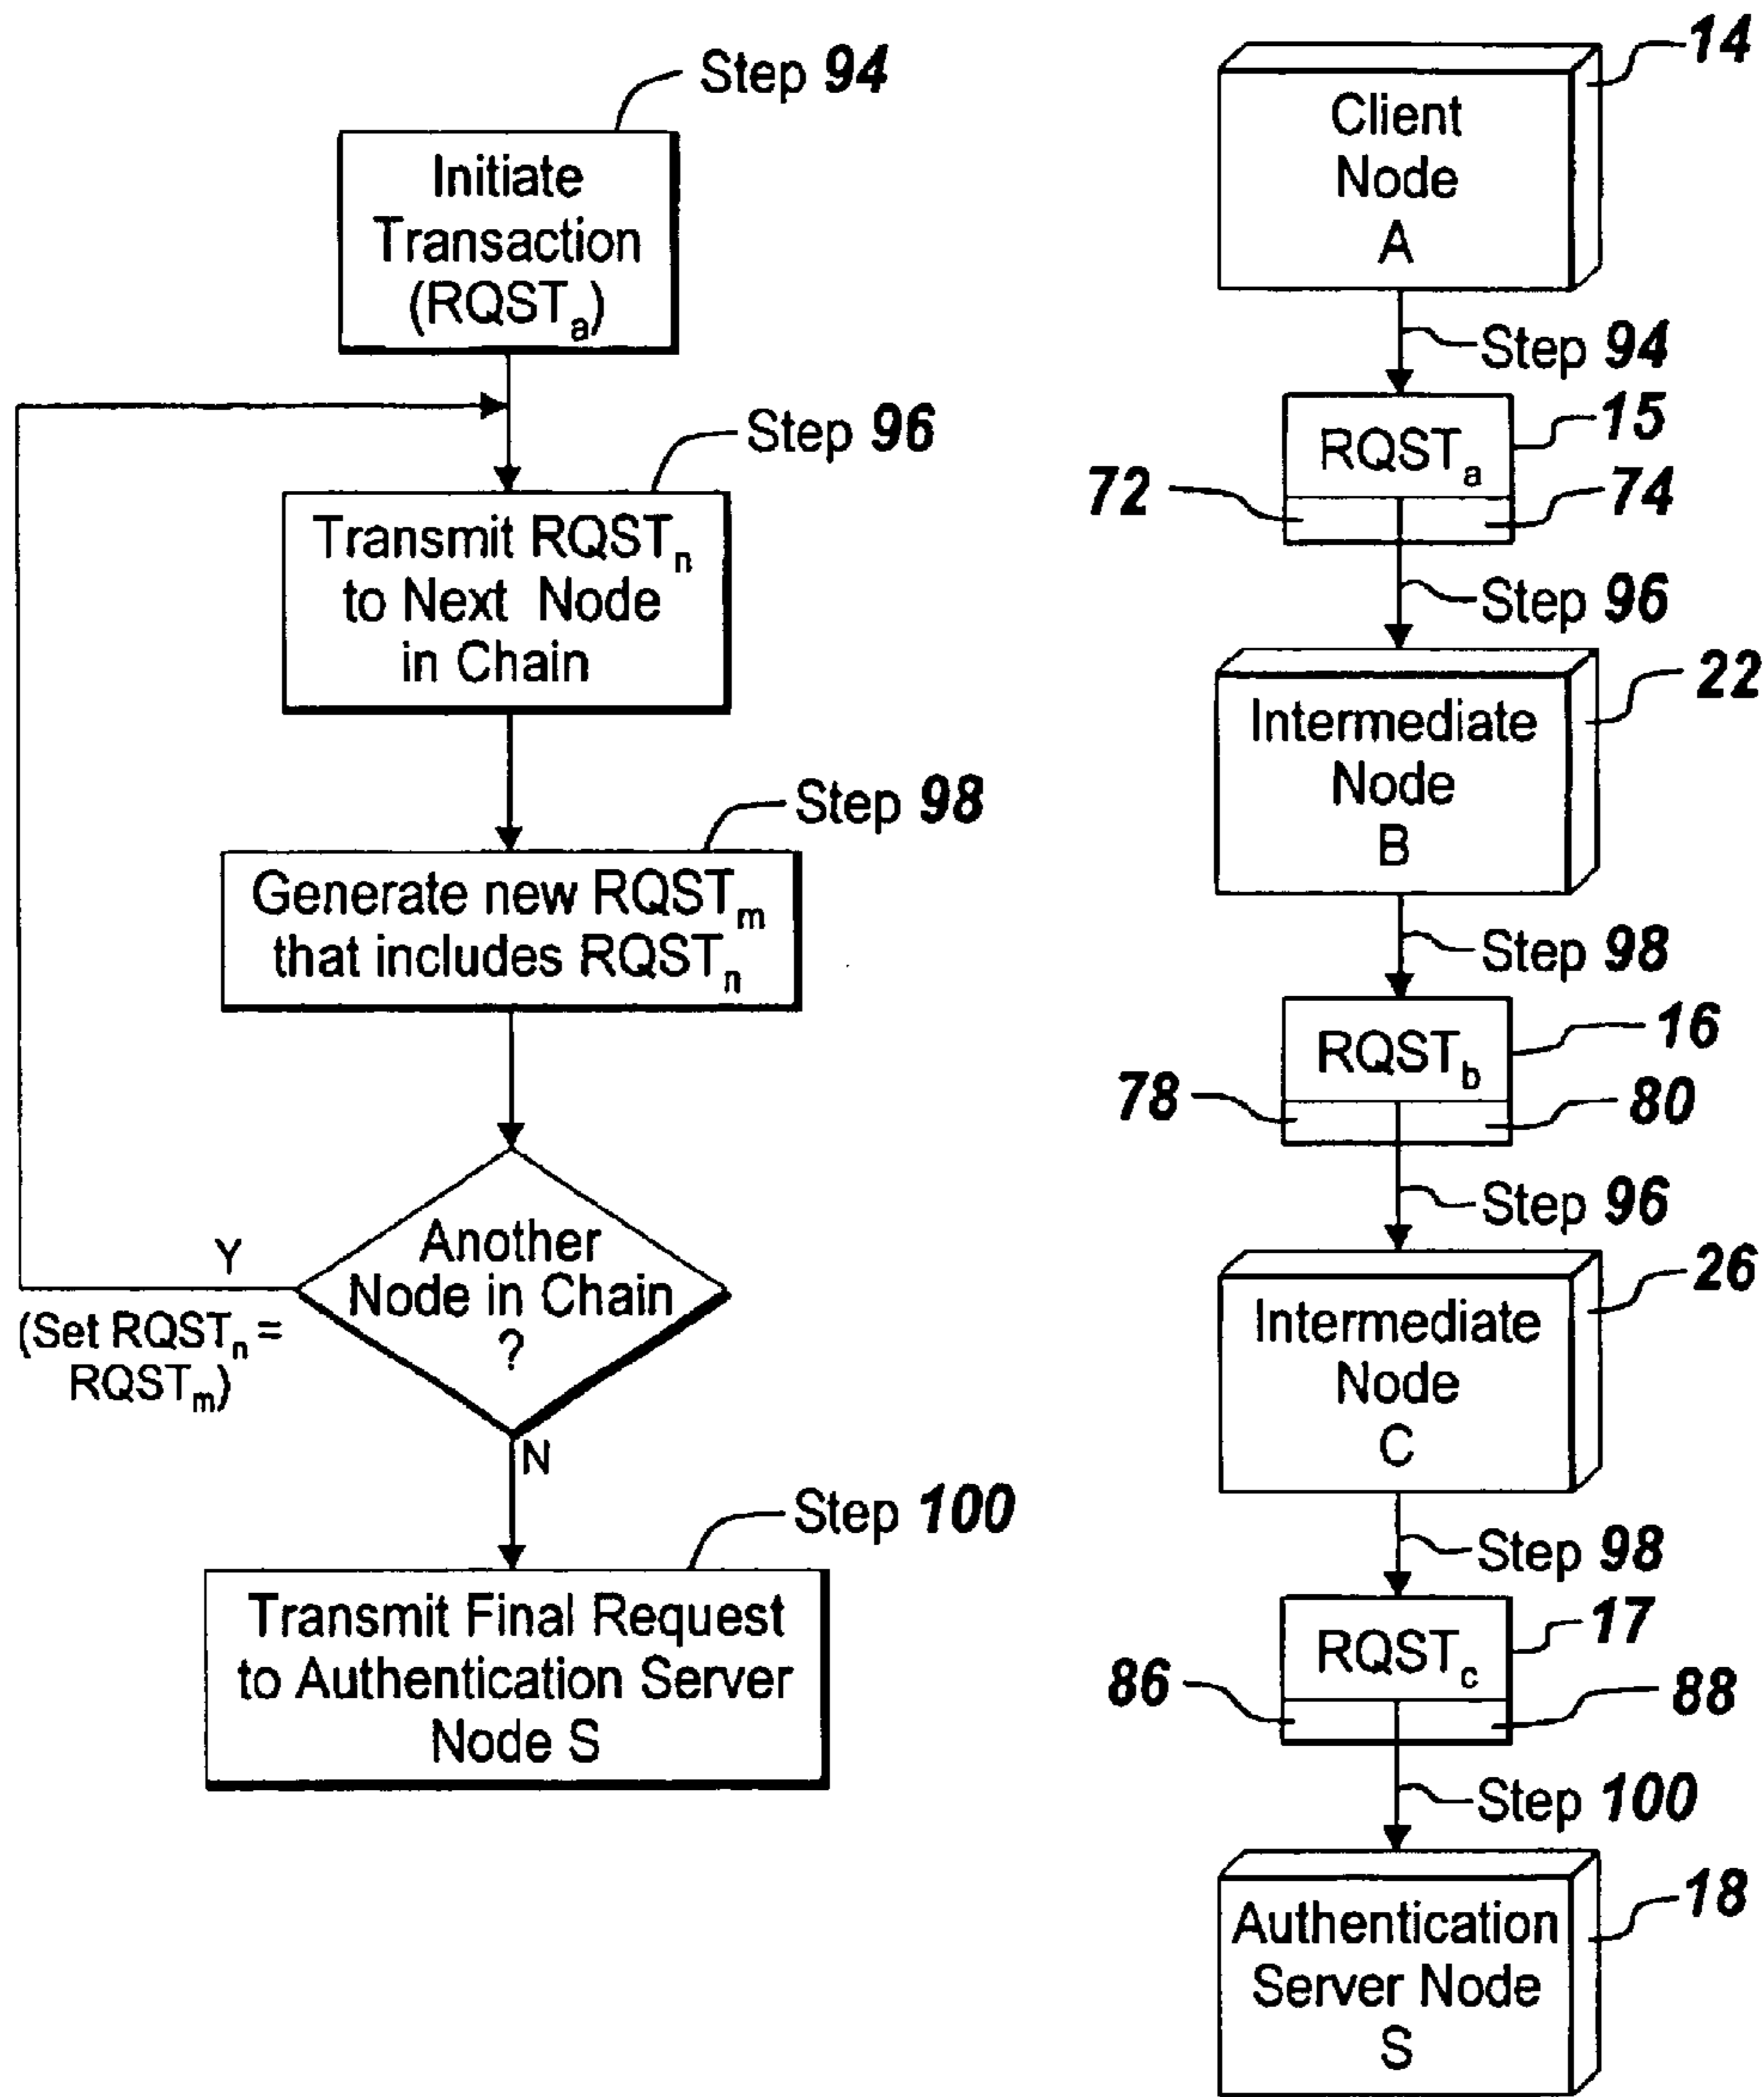 Step 94
Initiate
Transaction
(RQSTa)
Step 96
Transmit RQSTn
to Next Node
in Chain
Step 98
Generate new RQSTm
that includes RQSTn
Another
Node in Chain
?
Y
(Set RQSTn =
RQSTm)
N
Step 100
Transmit Final Request
to Authentication Server
Node S
14
Client
Node
A
Step 94
15
RQSTa
72
74
Step 96
22
Intermediate
Node
B
Step 98
16
RQSTb
78
80
Step 96
26
Intermediate
Node
C
Step 98
17
RQSTc
86
88
Step 100
18
Authentication
Server Node
S